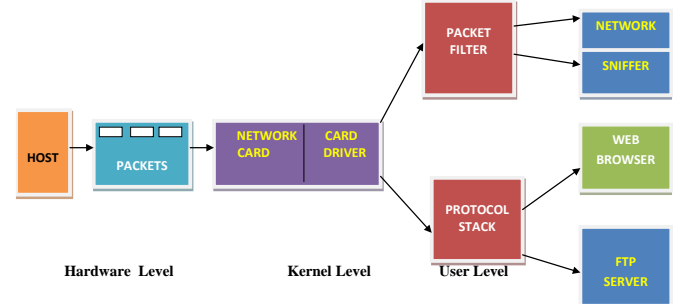 PACKET
FILTER
NETWORK
SNIFFER
HOST
PACKETS
NETWORK
CARD
CARD
DRIVER
WEB
BROWSER
PROTOCOL
STACK
FTP
SERVER
Hardware Level
Kernel Level
User Level